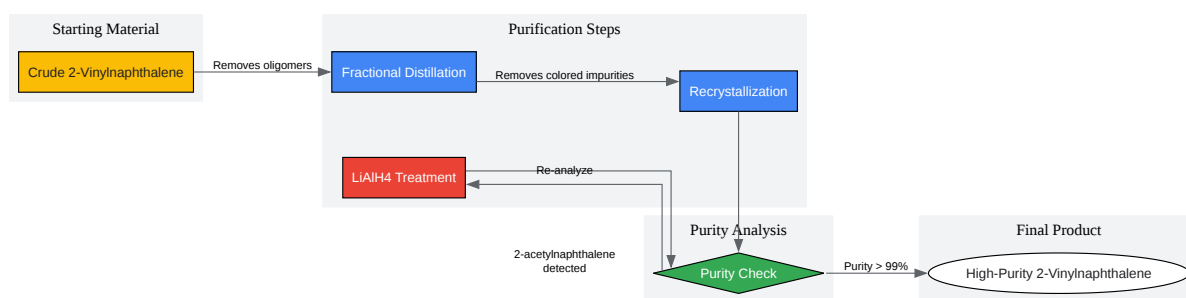 Starting Material
Purification Steps
Crude 2-Vinylnaphthalene
Removes oligomers
Fractional Distillation
Removes colored impurities
Recrystallization
LiAlH4 Treatment
Re-analyze
Purity Analysis
Final Product
2-acetylnaphthalene
detected
Purity Check
Purity > 99%
High-Purity 2-Vinylnaphthalene